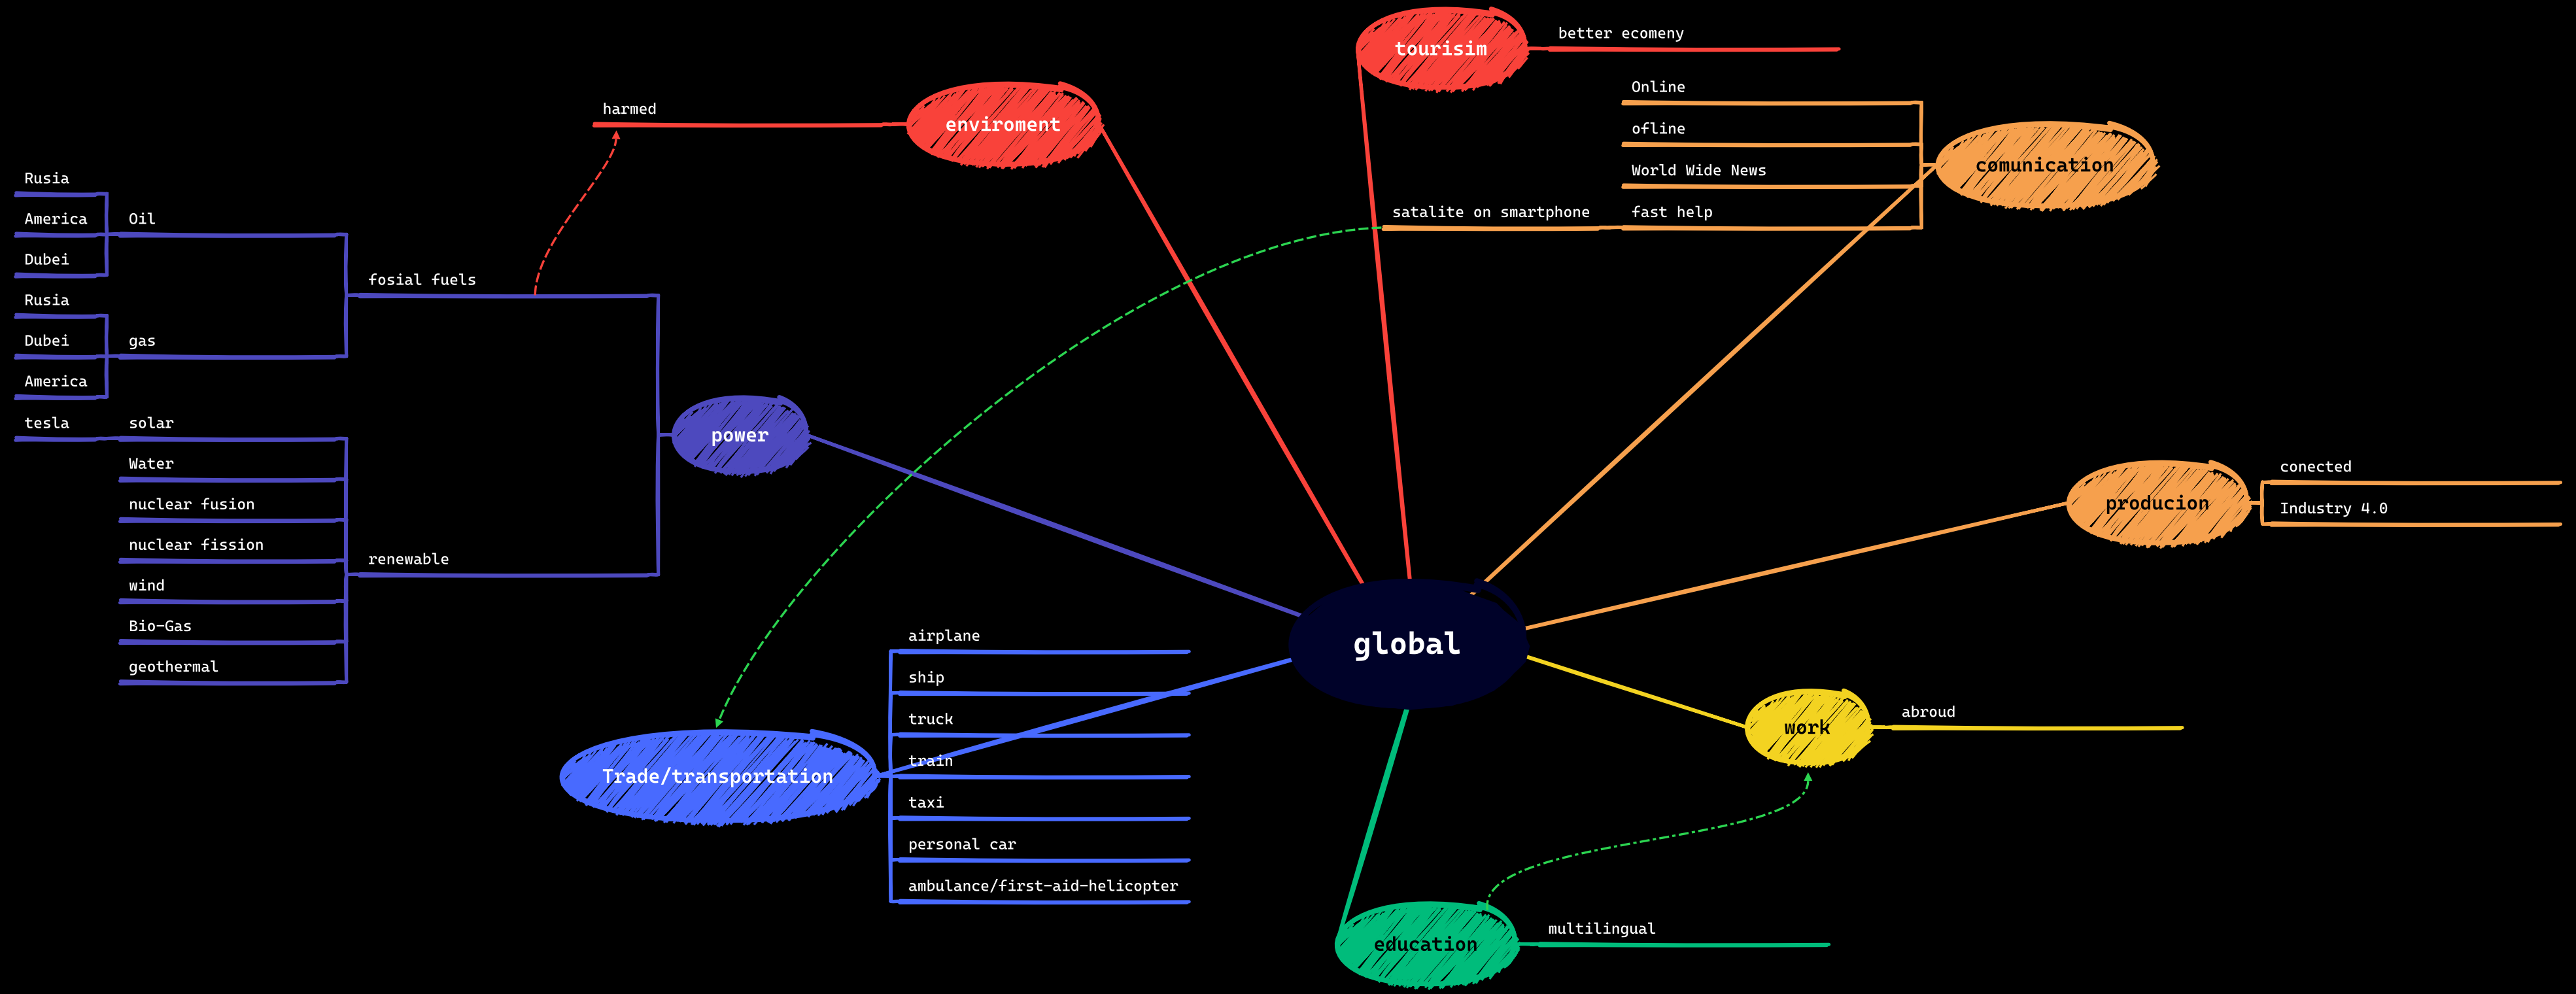 global
tourisim
better ecomeny
comunication
Online
ofline
World Wide News
fast help
satalite on smartphone
producion
conected
Industry 4.0
work
abroud
education
multilingual
Trade/transportation
airplane
ship
truck
train
taxi
personal car
ambulance/first-aid-helicopter
power
fosial fuels
Oil
Rusia
America
Dubei
gas
Rusia
Dubei
America
renewable
solar
tesla
Water
nuclear fusion
nuclear fission
wind
Bio-Gas
geothermal
enviroment
harmed